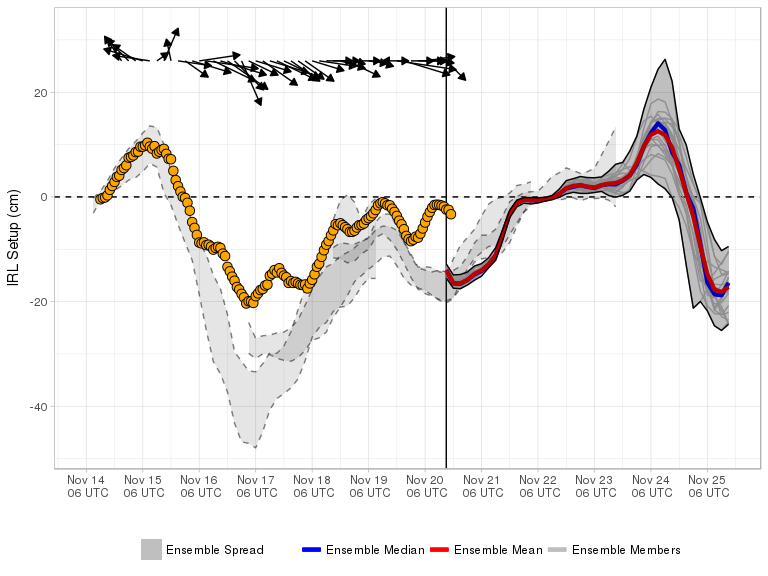 IRL Setup (cm)
20
0
-20
-40
Nov 14 Nov 15 Nov 16 Nov 17 Nov 18 Nov 19 Nov 20 Nov 21 Nov 22 Nov 23 Nov 24 Nov 25
06 UTC 06 UTC 06 UTC 06 UTC 06 UTC 06 UTC 06 UTC 06 UTC 06 UTC 06 UTC 06 UTC 06 UTC
Ensemble Spread Ensemble Median Ensemble Mean Ensemble Members